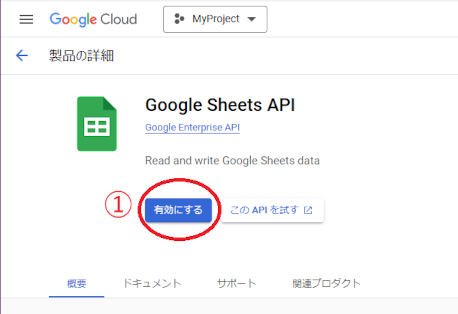 Google Cloud
MyProject
製品の詳細
Google Sheets API
Google Enterprise API
Read and write Google Sheets data
① 有効にする この API を試す
概要 ドキュメント サポート 関連プロダクト